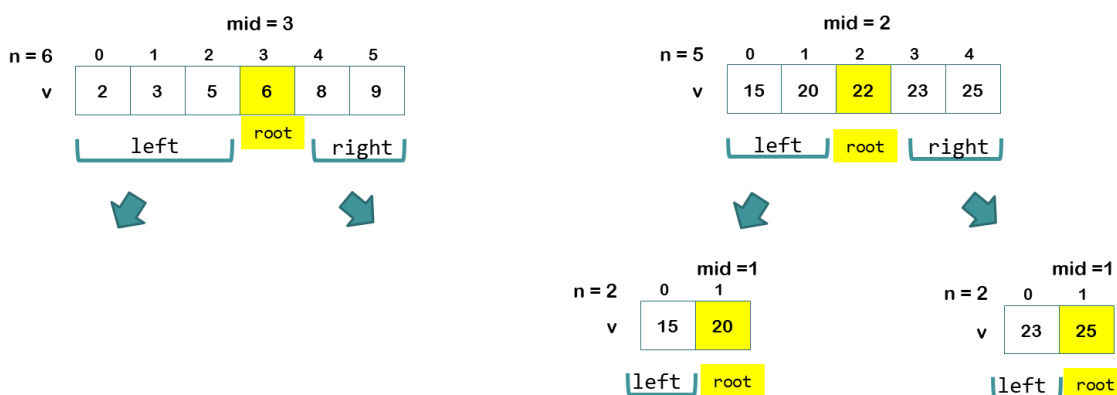 mid = 3
n = 6 0 1 2 3 4 5
v 2 3 5 6 8 9
left root right
mid = 2
n = 5 0 1 2 3 4
v 15 20 22 23 25
left root right
mid =1
n = 2 0 1
v 15 20
left root
mid =1
n = 2 0 1
v 23 25
left root